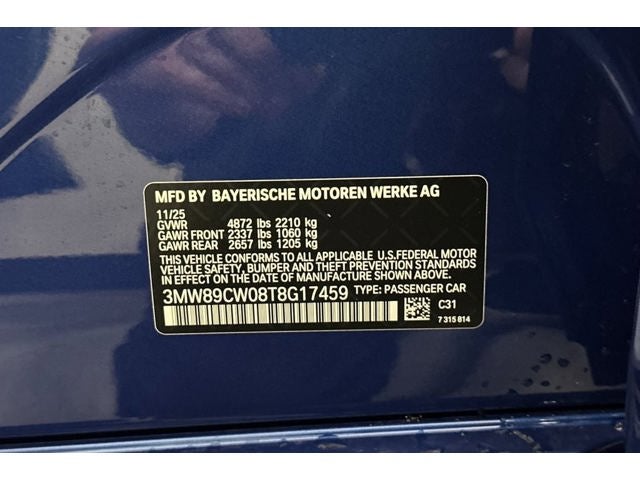 MFD BY BAYERISCHE MOTOREN WERKE AG
11/25
GVWR 4872 lbs 2210 kg
GAWR FRONT 2337 lbs 1060 kg
GAWR REAR 2657 lbs 1205 kg
THIS VEHICLE CONFORMS TO ALL APPLICABLE U.S.FEDERAL MOTOR
VEHICLE SAFETY, BUMPER, AND THEFT PREVENTION STANDARDS
IN EFFECT ON THE DATE OF MANUFACTURE SHOWN ABOVE.
3MW89CW08T8G17459 TYPE: PASSENGER CAR
C31
7 315 814